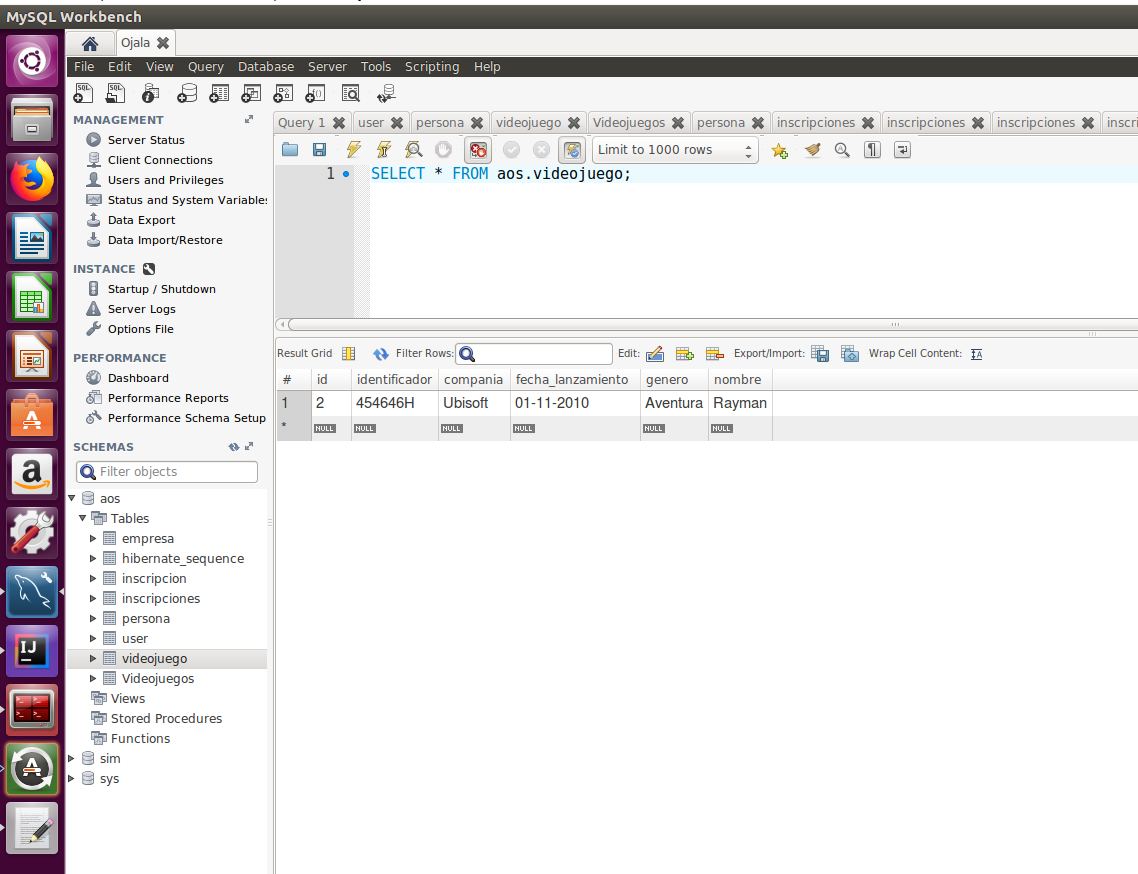 MySQL Workbench
Ojala
File Edit View Query Database Server Tools Scripting Help
MANAGEMENT
Server Status
Client Connections
Users and Privileges
Status and System Variable
Data Export
Data Import/Restore
INSTANCE
Startup / Shutdown
Server Logs
Options File
PERFORMANCE
Dashboard
Performance Reports
Performance Schema Setup
SCHEMAS
Filter objects
aos
Tables
empresa
hibernate_sequence
inscripcion
inscripciones
persona
user
videojuego
Videojuegos
Views
Stored Procedures
Functions
sim
sys
Query 1 user persona videojuego Videojuegos persona inscripciones inscripciones inscripciones inscri
Limit to 1000 rows
1 SELECT * FROM aos.videojuego;
Result Grid Filter Rows: Edit: Export/Import: Wrap Cell Content:
# id identificador compania fecha_lanzamiento genero nombre
1 2 454646H Ubisoft 01-11-2010 Aventura Rayman
* NULL NULL NULL NULL NULL NULL